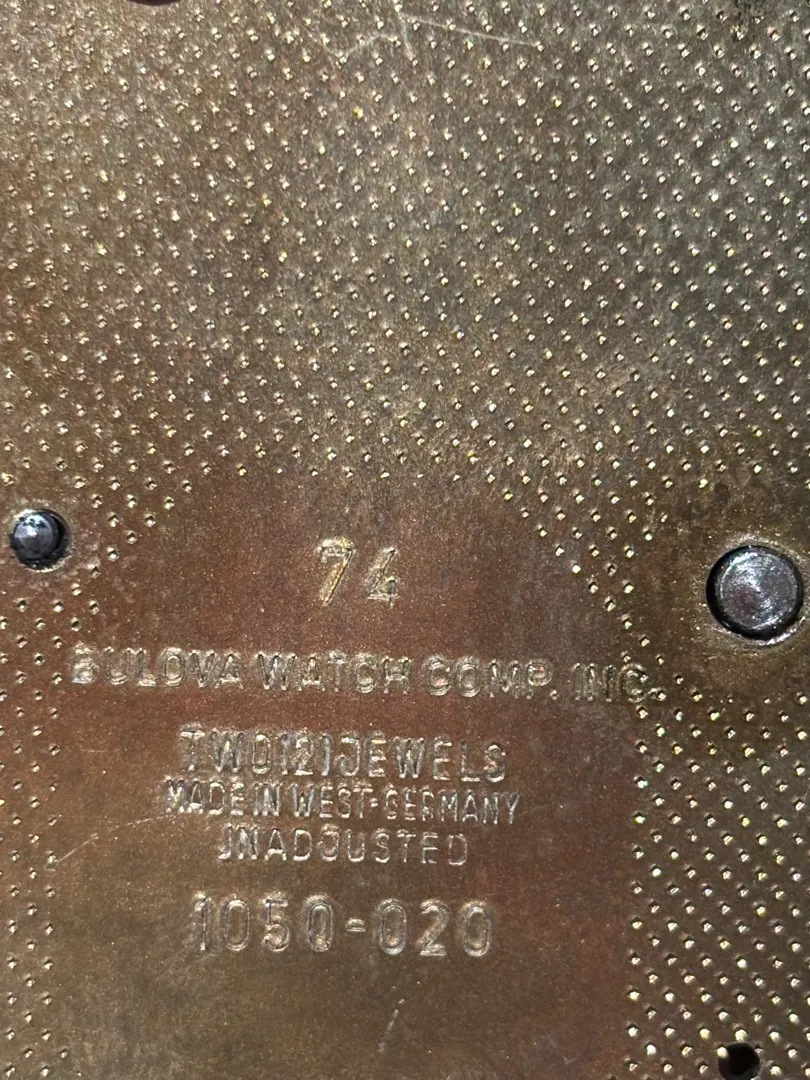 74
BULOVA WATCH COMP. INC.
TWO (2) JEWELS
MADE IN WEST-GERMANY
UNADJUSTED
1050-020